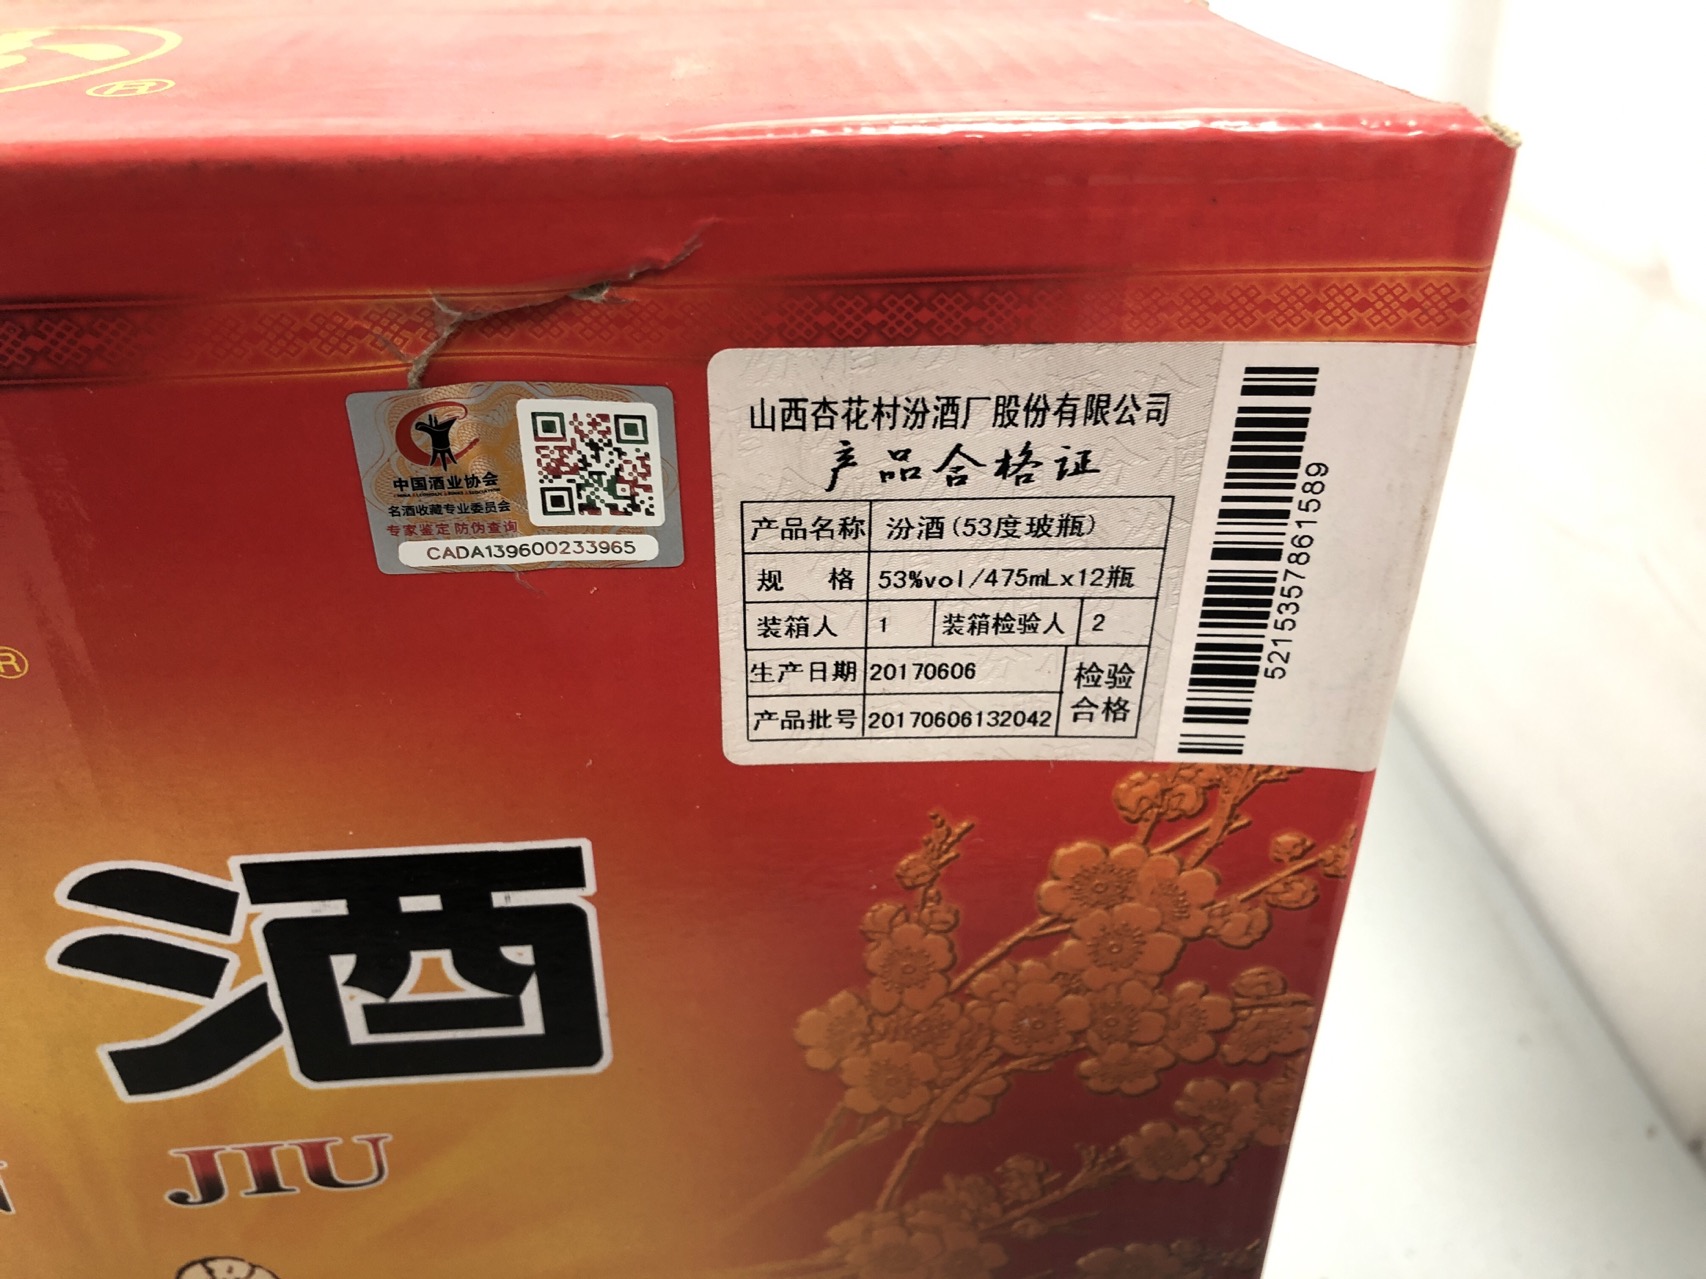 ®
山西杏花村汾酒厂股份有限公司
产品合格证
产品名称 汾酒(53度玻瓶)
规 格 53%vol/475mLx12瓶
装箱人 1 装箱检验人 2
生产日期 20170606 检验
产品批号 20170606132042 合格
5215357861589
中国酒业协会
名酒收藏专业委员会
专家鉴定 防伪查询
CADA139600233965
®
酒
JIU